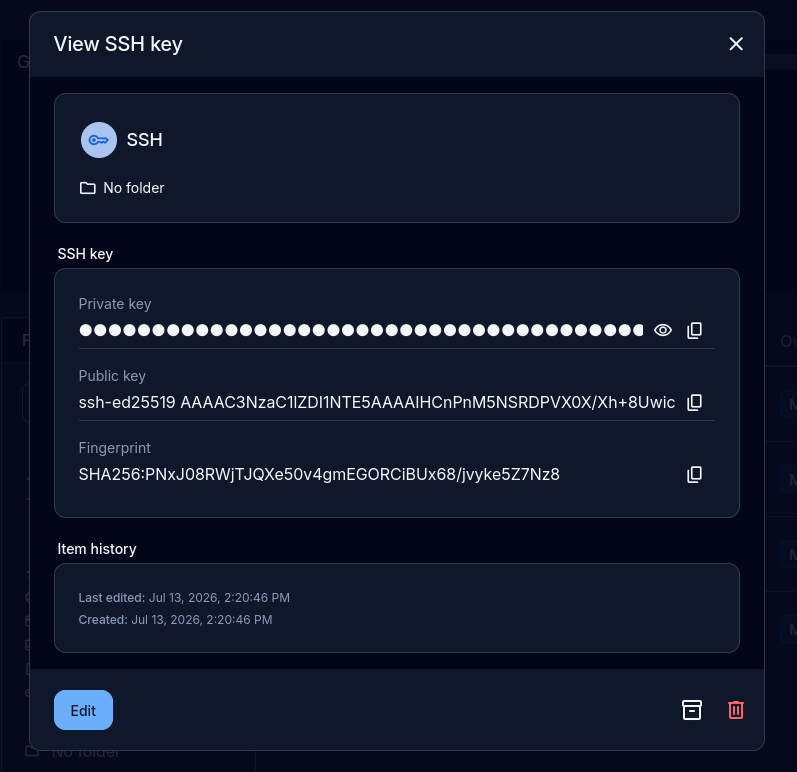 View SSH key
SSH
No folder
SSH key
Private key
Public key
ssh-ed25519 AAAAC3NzaC1lZDI1NTE5AAAAIHCnPnM5NSRDPVX0X/Xh+8Uwic
Fingerprint
SHA256:PNxJ08RWjTJQXe50v4gmEGORCiBUx68/jvyke5Z7Nz8
Item history
Last edited: Jul 13, 2026, 2:20:46 PM
Created: Jul 13, 2026, 2:20:46 PM
Edit
No folder